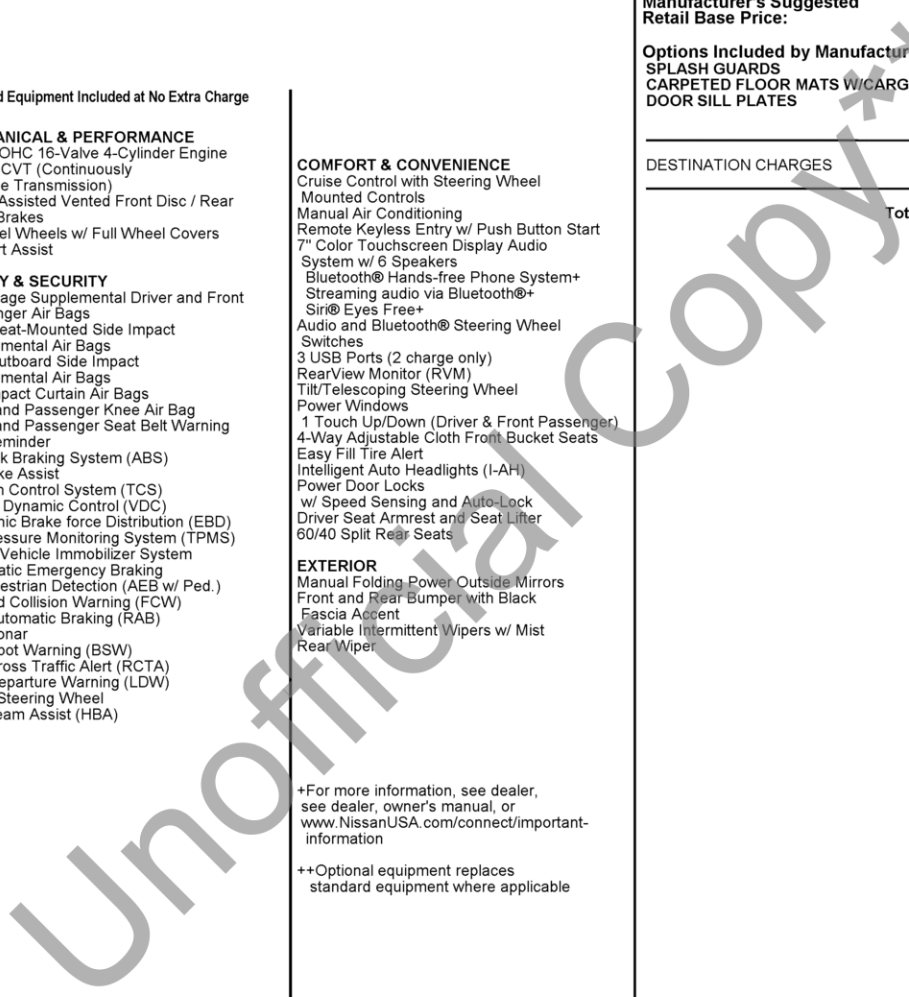 d Equipment Included at No Extra Charge
ANICAL & PERFORMANCE
OHC 16-Valve 4-Cylinder Engine
CVT (Continuously
e Transmission)
Assisted Vented Front Disc / Rear
Brakes
el Wheels w/ Full Wheel Covers
rt Assist
Y & SECURITY
age Supplemental Driver and Front
nger Air Bags
eat-Mounted Side Impact
mental Air Bags
utboard Side Impact
mental Air Bags
pact Curtain Air Bags
and Passenger Knee Air Bag
and Passenger Seat Belt Warning
eminder
k Braking System (ABS)
ke Assist
n Control System (TCS)
Dynamic Control (VDC)
nic Brake force Distribution (EBD)
essure Monitoring System (TPMS)
Vehicle Immobilizer System
atic Emergency Braking
estrian Detection (AEB w/ Ped.)
d Collision Warning (FCW)
utomatic Braking (RAB)
onar
pot Warning (BSW)
ross Traffic Alert (RCTA)
eparture Warning (LDW)
Steering Wheel
eam Assist (HBA)
COMFORT & CONVENIENCE
Cruise Control with Steering Wheel
Mounted Controls
Manual Air Conditioning
Remote Keyless Entry w/ Push Button Start
7" Color Touchscreen Display Audio
System w/ 6 Speakers
Bluetooth® Hands-free Phone System+
Streaming audio via Bluetooth®+
Siri® Eyes Free+
Audio and Bluetooth® Steering Wheel
Switches
3 USB Ports (2 charge only)
RearView Monitor (RVM)
Tilt/Telescoping Steering Wheel
Power Windows
1 Touch Up/Down (Driver & Front Passenger)
4-Way Adjustable Cloth Front Bucket Seats
Easy Fill Tire Alert
Intelligent Auto Headlights (I-AH)
Power Door Locks
w/ Speed Sensing and Auto-Lock
Driver Seat Armrest and Seat Lifter
60/40 Split Rear Seats
EXTERIOR
Manual Folding Power Outside Mirrors
Front and Rear Bumper with Black
Fascia Accent
Variable Intermittent Wipers w/ Mist
Rear Wiper
+For more information, see dealer,
see dealer, owner's manual, or
www.NissanUSA.com/connect/important-
information
++Optional equipment replaces
standard equipment where applicable
Manufacturer's Suggested
Retail Base Price:
Options Included by Manufactur
SPLASH GUARDS
CARPETED FLOOR MATS W/CARG
DOOR SILL PLATES
DESTINATION CHARGES
Tot
Unofficial Copy**